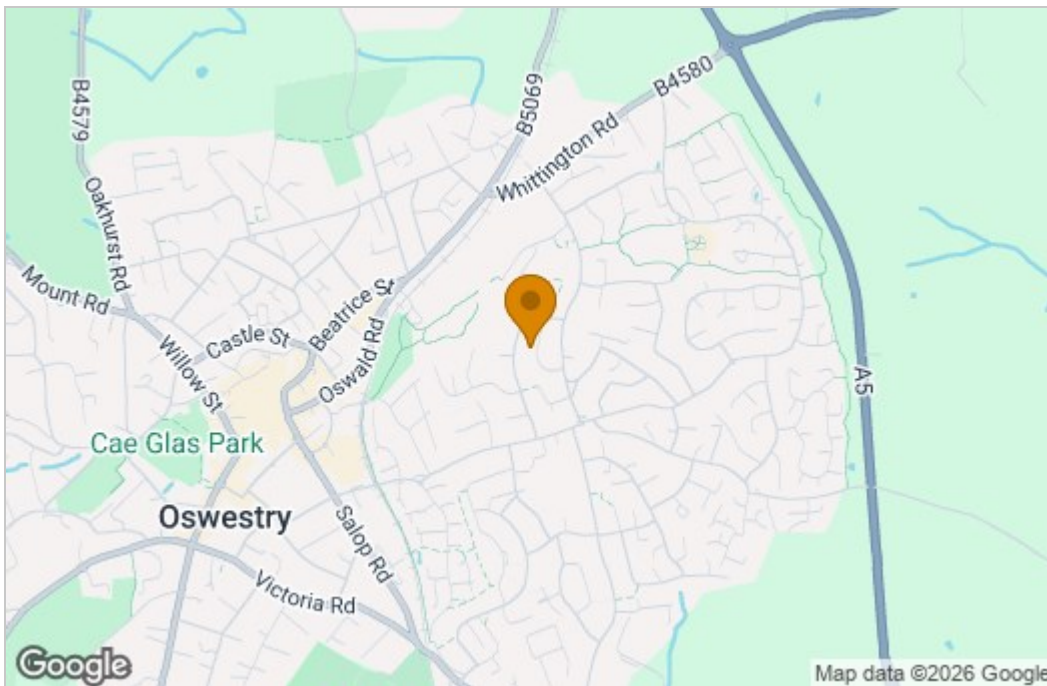 B4579
B5069
B4580
Whittington Rd
Oakhurst Rd
Mount Rd
Beatrice St
Castle St
Willow St
Oswald Rd
A5
Cae Glas Park
Oswestry
Salop Rd
Victoria Rd
Google
Map data ©2026 Google